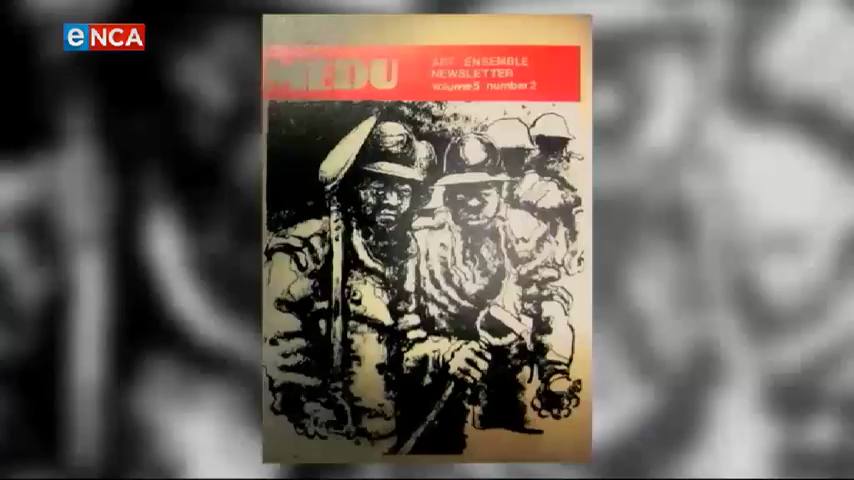 eNCA
MEDU
ART ENSEMBLE
NEWSLETTER
volume 5 number 2